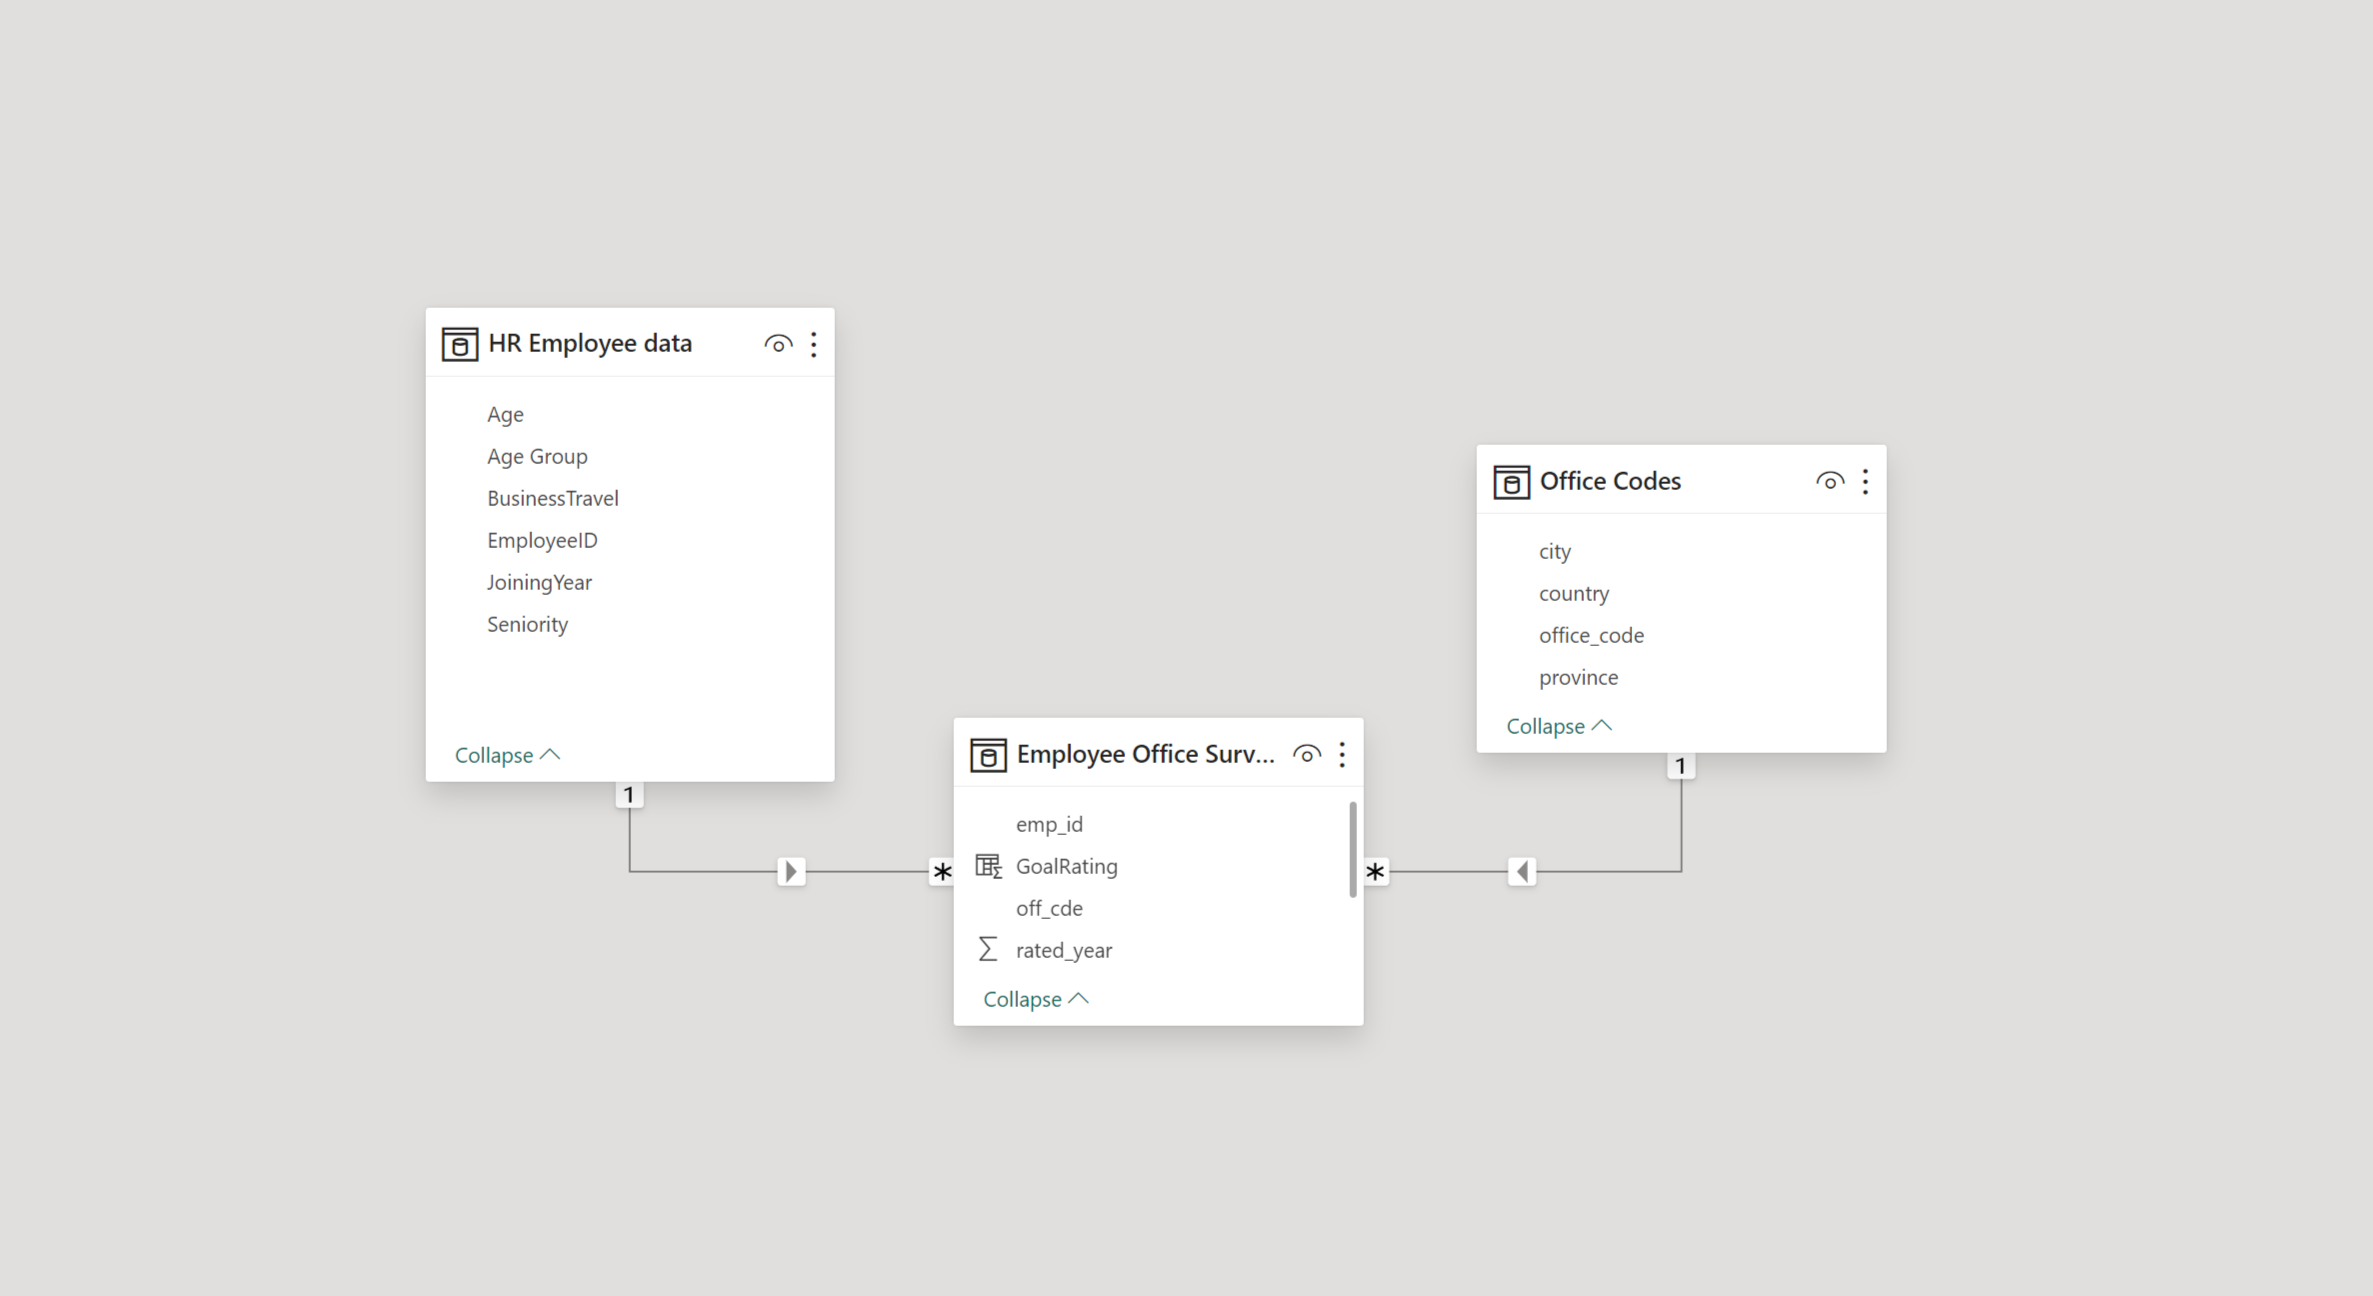 HR Employee data
Age
Age Group
BusinessTravel
EmployeeID
JoiningYear
Seniority
Collapse
1
*
Employee Office Surv...
emp_id
GoalRating
off_cde
Σ rated_year
Collapse
Office Codes
city
country
office_code
province
Collapse
1
*